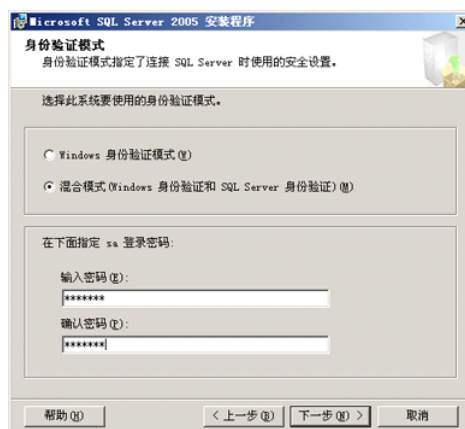 Microsoft SQL Server 2005 安装程序
身份验证模式
身份验证模式指定了连接 SQL Server 时使用的安全设置。
选择此系统要使用的身份验证模式。
Windows 身份验证模式(W)
混合模式(Windows 身份验证和 SQL Server 身份验证)(M)
在下面指定 sa 登录密码:
输入密码(E):
*******
确认密码(P):
*******
帮助(H)
< 上一步(B)
下一步(N) >
取消